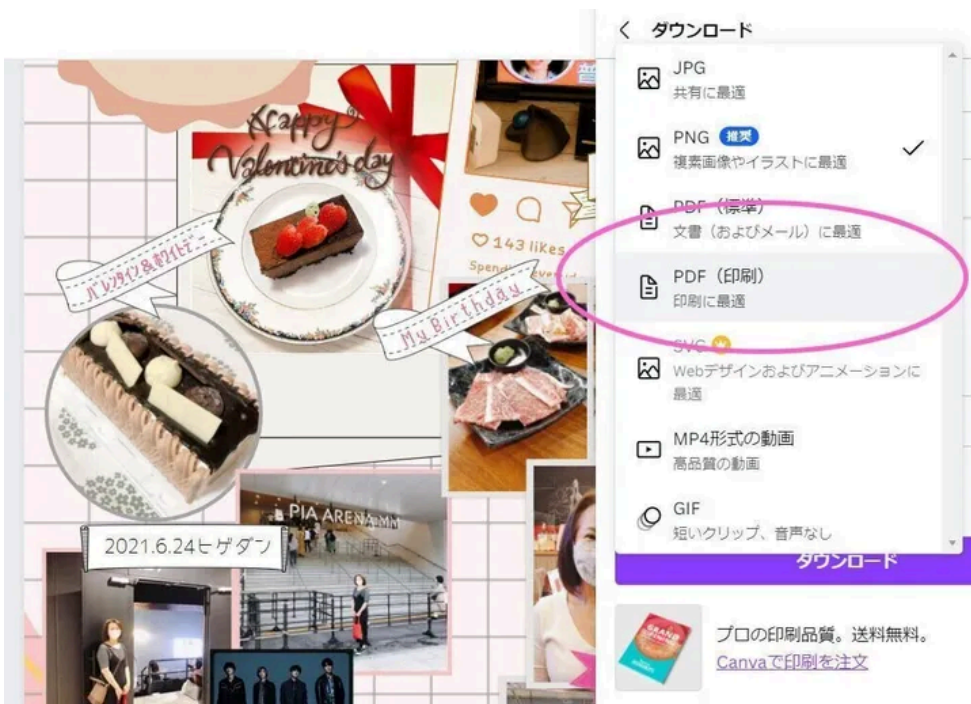 ダウンロード
JPG
共有に最適
PNG 推奨
複素画像やイラストに最適
PDF（標準）
文書（およびメール）に最適
PDF（印刷）
印刷に最適
SVG
Webデザインおよびアニメーションに
最適
MP4形式の動画
高品質の動画
GIF
短いクリップ、音声なし
ダウンロード
プロの印刷品質。送料無料。
Canvaで印刷を注文
Happy
Valentine's day
143 likes
バレンタイン&ホワイトデー
My Birthday
PIA ARENA MM
2021.6.24ヒゲダン